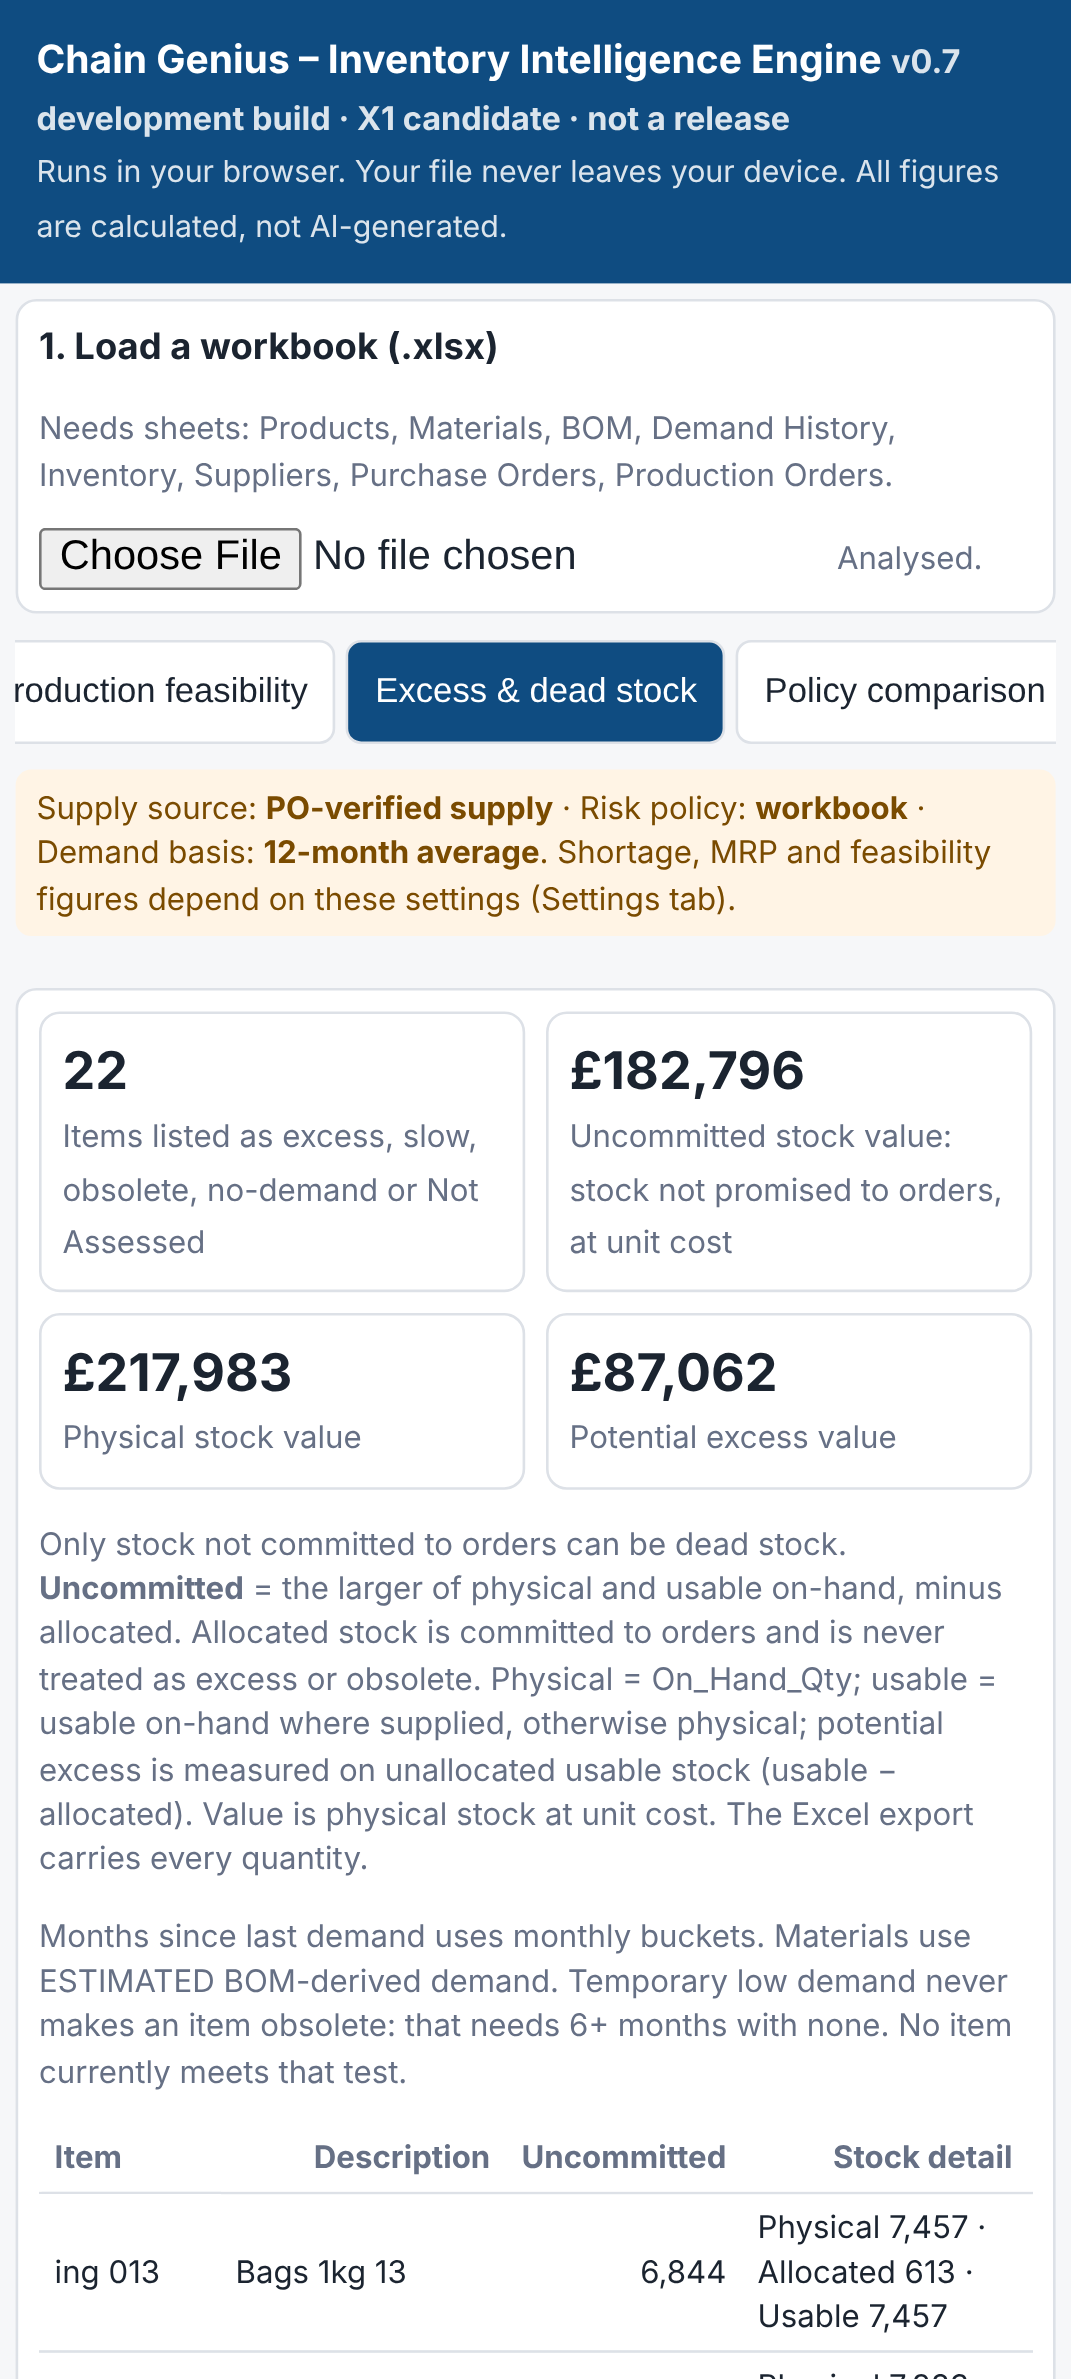 Chain Genius – Inventory Intelligence Engine v0.7
development build · X1 candidate · not a release
Runs in your browser. Your file never leaves your device. All figures
are calculated, not AI-generated.
1. Load a workbook (.xlsx)
Needs sheets: Products, Materials, BOM, Demand History,
Inventory, Suppliers, Purchase Orders, Production Orders.
Choose File No file chosen
Analysed.
roduction feasibility
Excess & dead stock
Policy comparison
Supply source: PO-verified supply · Risk policy: workbook ·
Demand basis: 12-month average. Shortage, MRP and feasibility
figures depend on these settings (Settings tab).
22
Items listed as excess, slow,
obsolete, no-demand or Not
Assessed
£182,796
Uncommitted stock value:
stock not promised to orders,
at unit cost
£217,983
Physical stock value
£87,062
Potential excess value
Only stock not committed to orders can be dead stock.
Uncommitted = the larger of physical and usable on-hand, minus
allocated. Allocated stock is committed to orders and is never
treated as excess or obsolete. Physical = On_Hand_Qty; usable =
usable on-hand where supplied, otherwise physical; potential
excess is measured on unallocated usable stock (usable –
allocated). Value is physical stock at unit cost. The Excel export
carries every quantity.
Months since last demand uses monthly buckets. Materials use
ESTIMATED BOM-derived demand. Temporary low demand never
makes an item obsolete: that needs 6+ months with none. No item
currently meets that test.
Item Description Uncommitted Stock detail
ing 013 Bags 1kg 13 6,844
Physical 7,457 ·
Allocated 613 ·
Usable 7,457